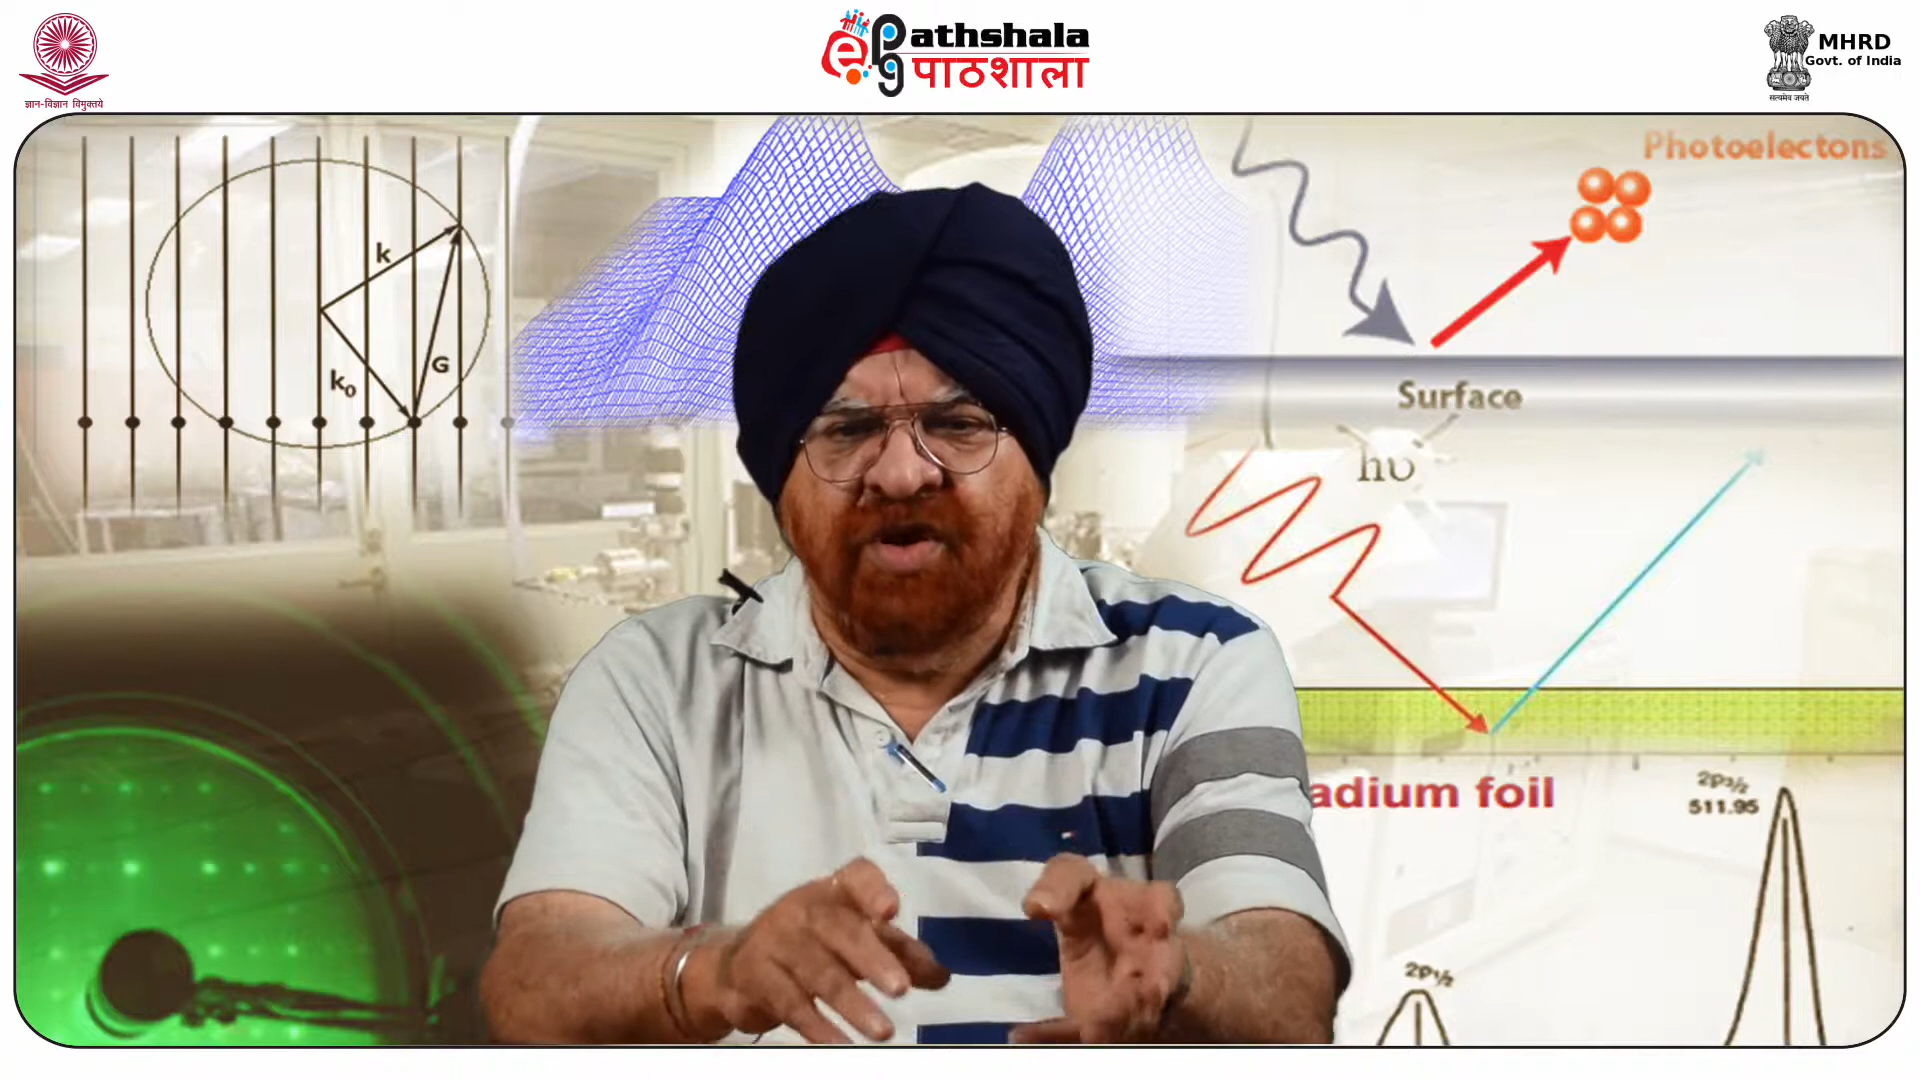 ज्ञान-विज्ञान विमुक्तये
ePathshala
पाठशाला
MHRD
Govt. of India
सत्यमेव जयते
Photoelectons
k
k₀
G
Surface
hυ
adium foil
2p3/2
511.95
2p1/2